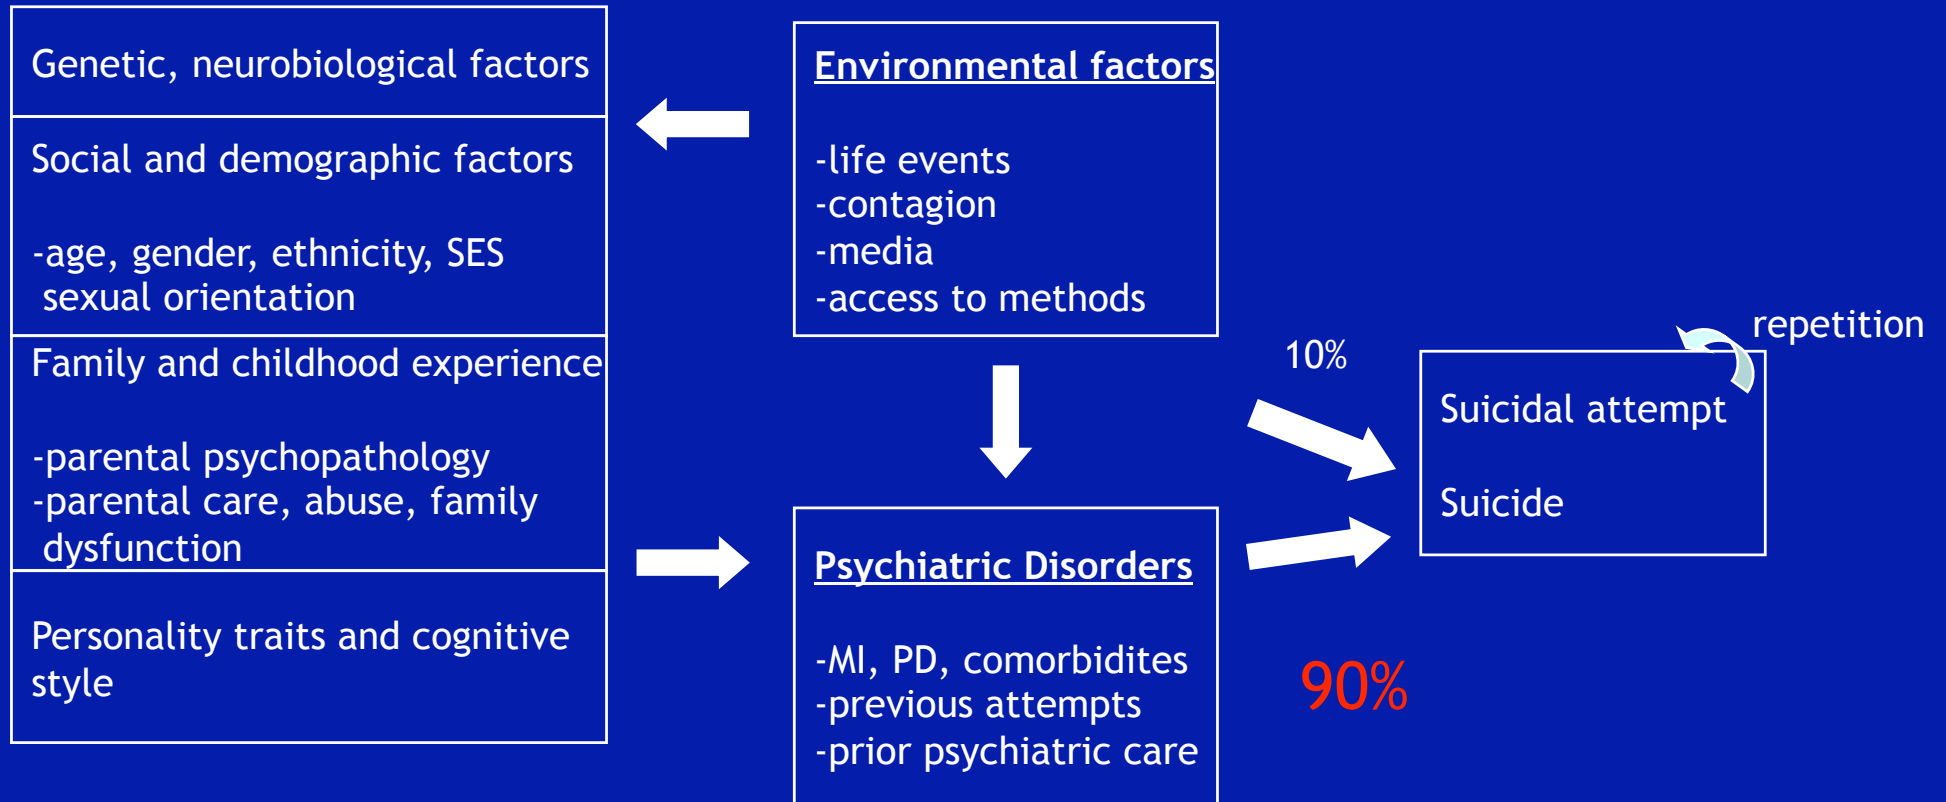 Genetic, neurobiological factors
Social and demographic factors
-age, gender, ethnicity, SES
sexual orientation
Family and childhood experience
-parental psychopathology
-parental care, abuse, family
dysfunction
Personality traits and cognitive
style
Environmental factors
-life events
-contagion
-media
-access to methods
Psychiatric Disorders
-MI, PD, comorbidites
-previous attempts
-prior psychiatric care
10%
90%
repetition
Suicidal attempt
Suicide